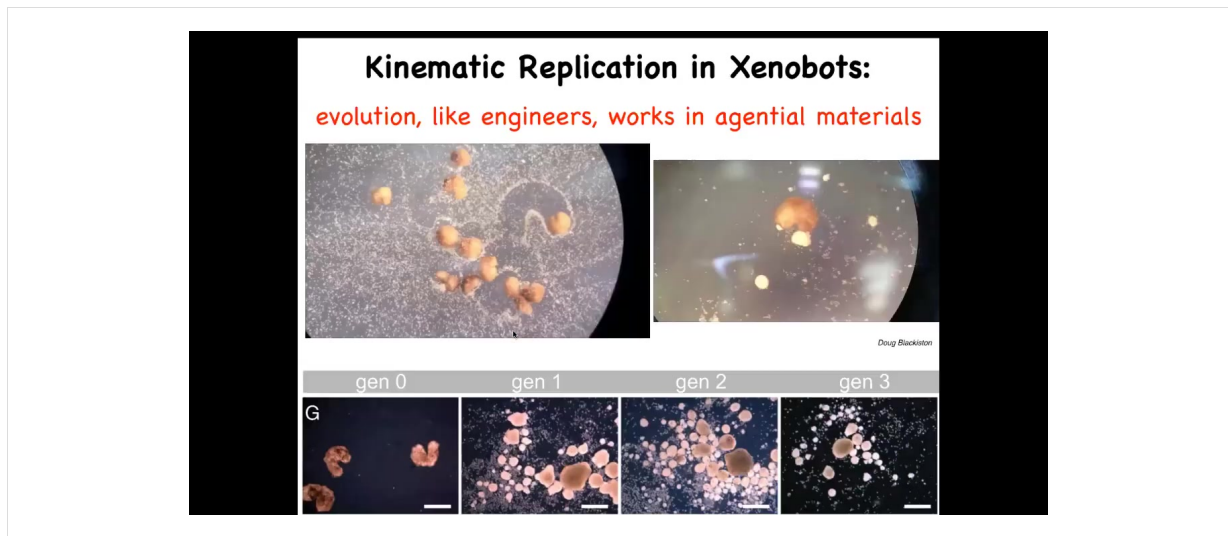 Kinematic Replication in Xenobots:
evolution, like engineers, works in agential materials
Doug Blackiston
gen 0
gen 1
gen 2
gen 3
G